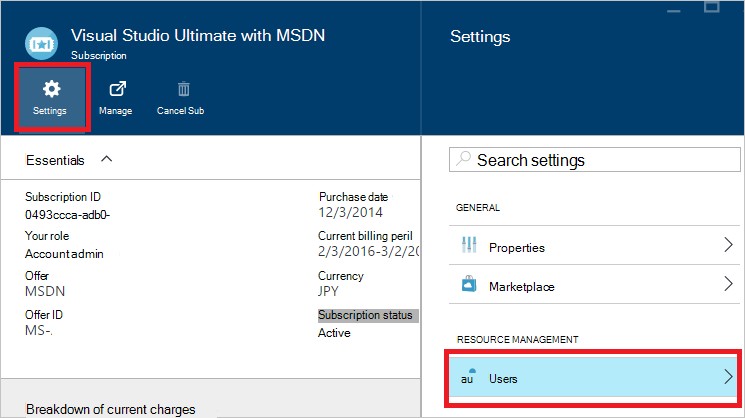 Visual Studio Ultimate with MSDN
Subscription
Settings
Manage
Cancel Sub
Essentials
Subscription ID
0493ccca-adb0-
Your role
Account admin
Offer
MSDN
Offer ID
MS-.
Purchase date
12/3/2014
Current billing peril
2/3/2016-3/2/20
Currency
JPY
Subscription status
Active
Breakdown of current charges
Settings
Search settings
GENERAL
Properties
Marketplace
RESOURCE MANAGEMENT
au
Users